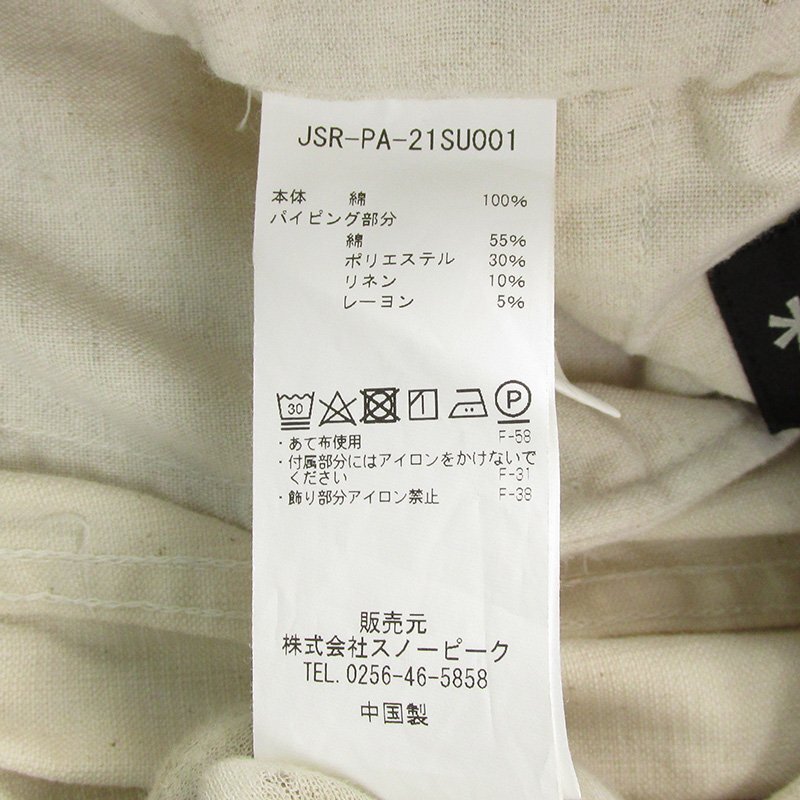 JSR-PA-21SU001
本体 綿 100%
パイピング部分
綿 55%
ポリエステル 30%
リネン 10%
レーヨン 5%
30 P
・あて布使用 F-58
・付属部分にはアイロンをかけないで
ください F-31
・飾り部分アイロン禁止 F-38
販売元
株式会社スノーピーク
TEL. 0256-46-5858
中国製